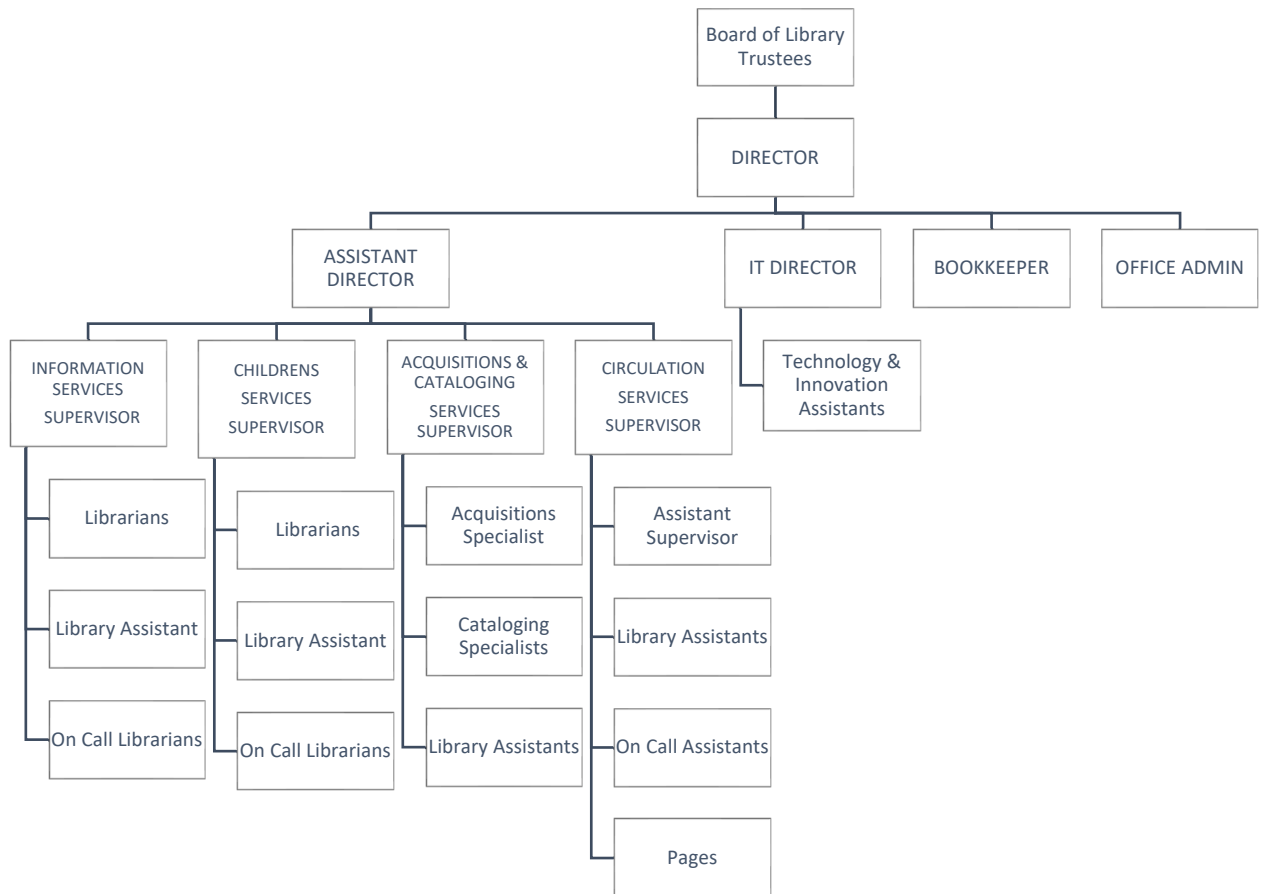 Board of Library
Trustees
DIRECTOR
ASSISTANT
DIRECTOR
IT DIRECTOR
BOOKKEEPER
OFFICE ADMIN
INFORMATION
SERVICES
SUPERVISOR
CHILDRENS
SERVICES
SUPERVISOR
ACQUISITIONS &
CATALOGING
SERVICES
SUPERVISOR
CIRCULATION
SERVICES
SUPERVISOR
Technology &
Innovation
Assistants
Librarians
Library Assistant
On Call Librarians
Librarians
Library Assistant
On Call Librarians
Acquisitions
Specialist
Cataloging
Specialists
Library Assistants
Assistant
Supervisor
Library Assistants
On Call Assistants
Pages